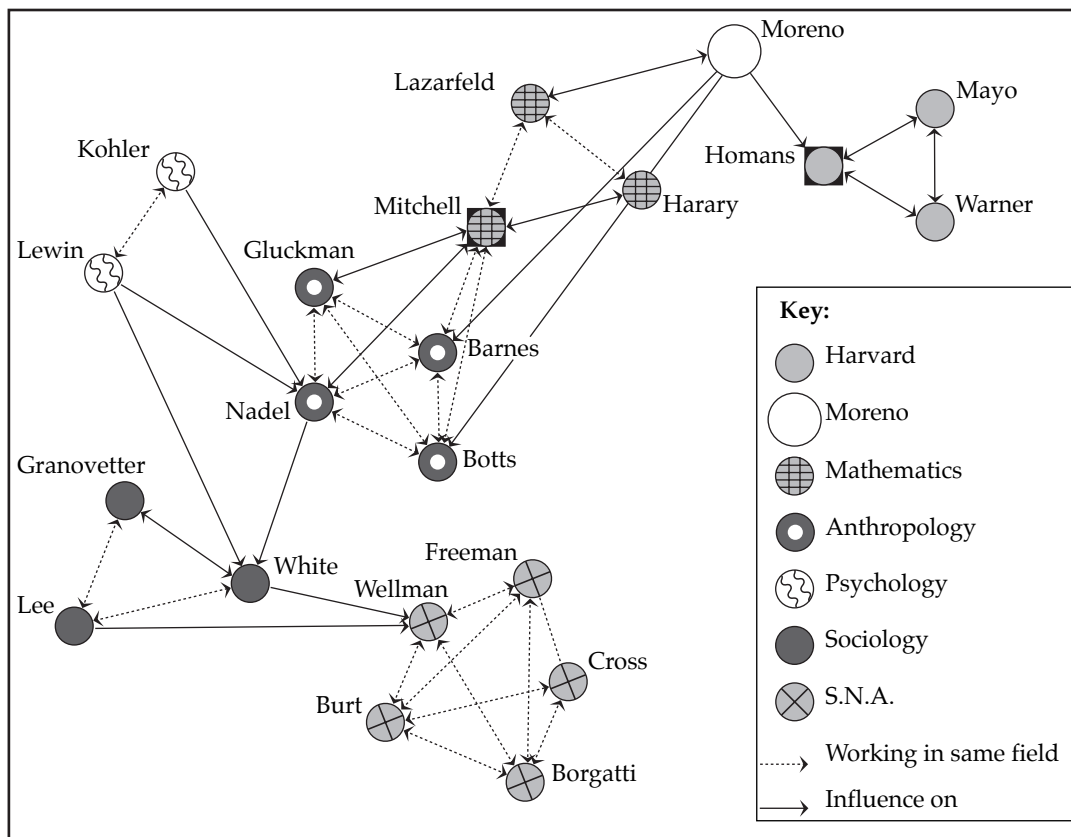 Moreno
Lazarfeld
Mayo
Kohler
Homans
Mitchell
Harary
Warner
Lewin
Gluckman
Barnes
Nadel
Botts
Granovetter
Freeman
White
Wellman
Lee
Cross
Burt
Borgatti
Key:
Harvard
Moreno
Mathematics
Anthropology
Psychology
Sociology
S.N.A.
Working in same field
Influence on